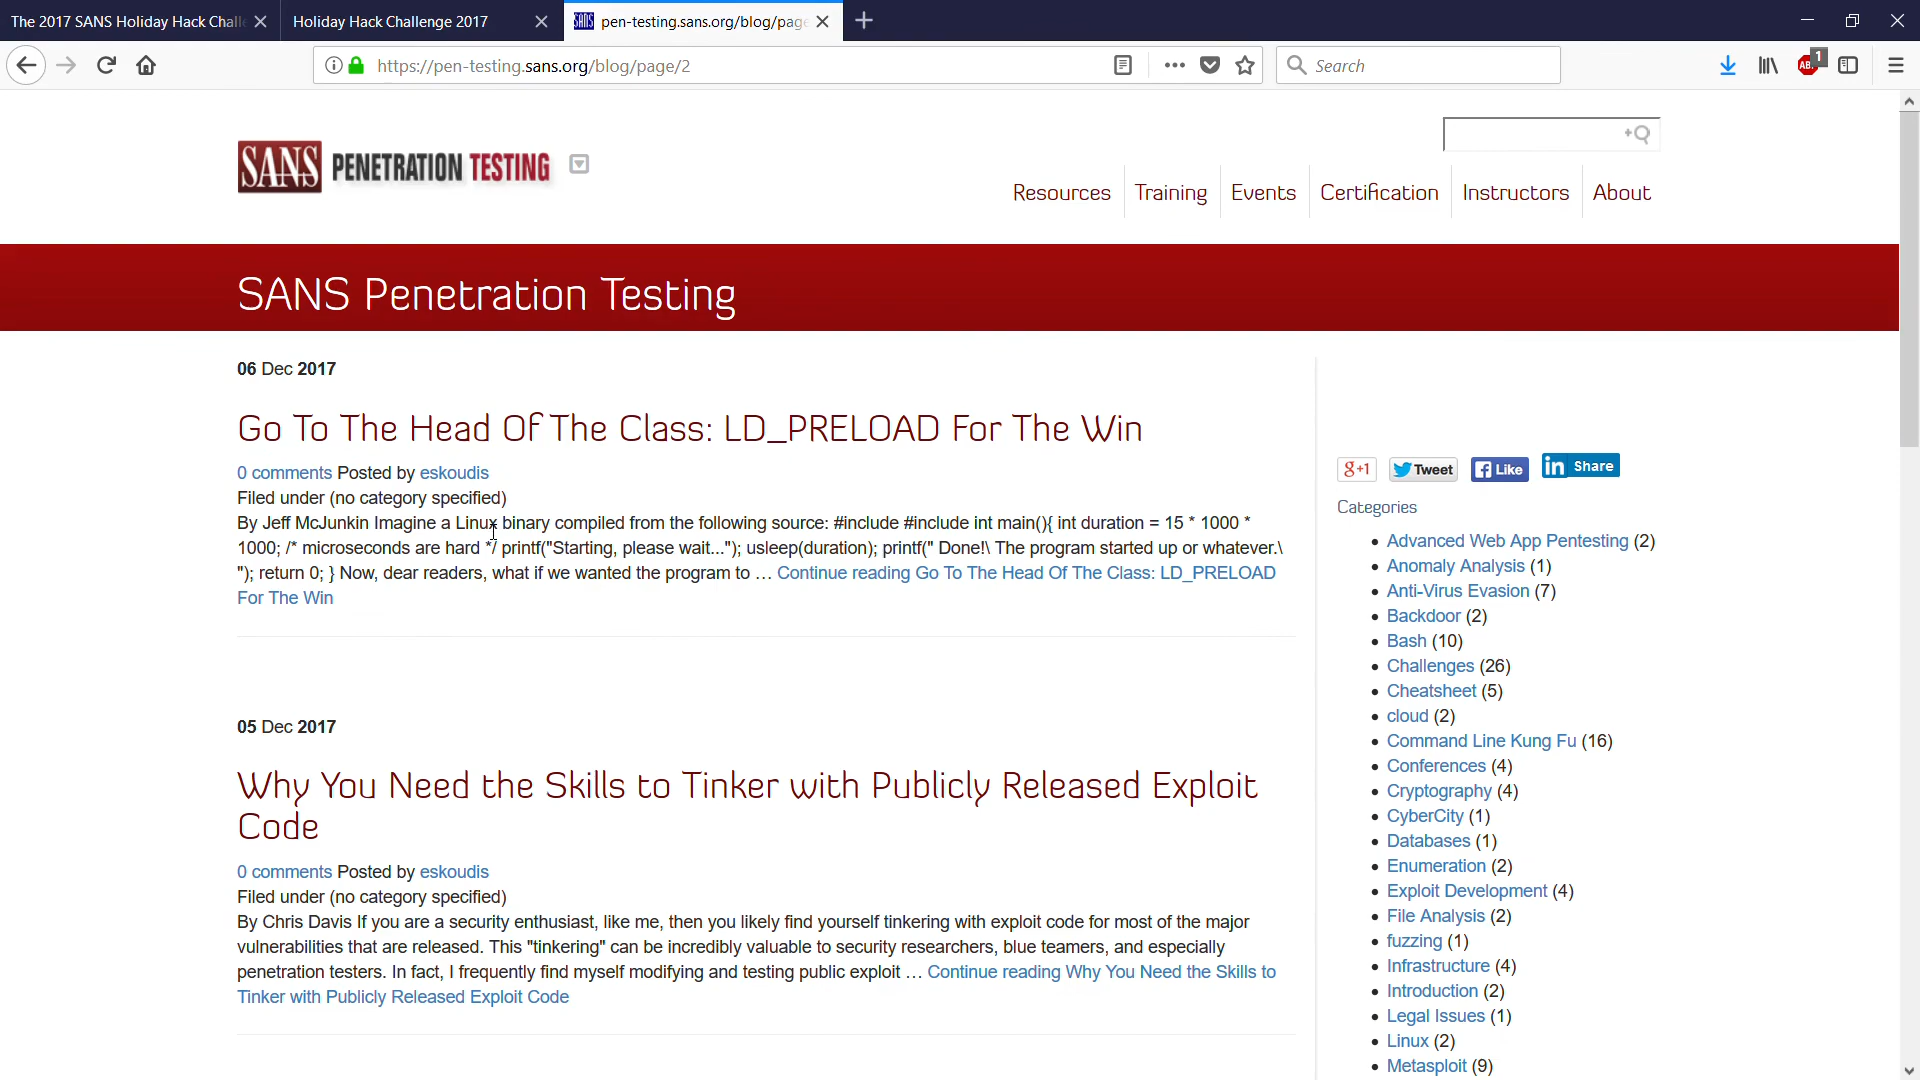 The 2017 SANS Holiday Hack Chall
Holiday Hack Challenge 2017
SANS
pen-testing.sans.org/blog/page
https://pen-testing.sans.org/blog/page/2
Search
ABP
1
SANS PENETRATION TESTING
Resources
Training
Events
Certification
Instructors
About
SANS Penetration Testing
06 Dec 2017
Go To The Head Of The Class: LD_PRELOAD For The Win
0 comments Posted by eskoudis
Filed under (no category specified)
By Jeff McJunkin Imagine a Linux binary compiled from the following source: #include #include int main(){ int duration = 15 * 1000 *
1000; /* microseconds are hard */ printf("Starting, please wait..."); usleep(duration); printf(" Done!\ The program started up or whatever.\
"); return 0; } Now, dear readers, what if we wanted the program to … Continue reading Go To The Head Of The Class: LD_PRELOAD
For The Win
05 Dec 2017
Why You Need the Skills to Tinker with Publicly Released Exploit
Code
0 comments Posted by eskoudis
Filed under (no category specified)
By Chris Davis If you are a security enthusiast, like me, then you likely find yourself tinkering with exploit code for most of the major
vulnerabilities that are released. This "tinkering" can be incredibly valuable to security researchers, blue teamers, and especially
penetration testers. In fact, I frequently find myself modifying and testing public exploit … Continue reading Why You Need the Skills to
Tinker with Publicly Released Exploit Code
g+1
Tweet
Like
in Share
Categories
Advanced Web App Pentesting (2)
Anomaly Analysis (1)
Anti-Virus Evasion (7)
Backdoor (2)
Bash (10)
Challenges (26)
Cheatsheet (5)
cloud (2)
Command Line Kung Fu (16)
Conferences (4)
Cryptography (4)
CyberCity (1)
Databases (1)
Enumeration (2)
Exploit Development (4)
File Analysis (2)
fuzzing (1)
Infrastructure (4)
Introduction (2)
Legal Issues (1)
Linux (2)
Metasploit (9)